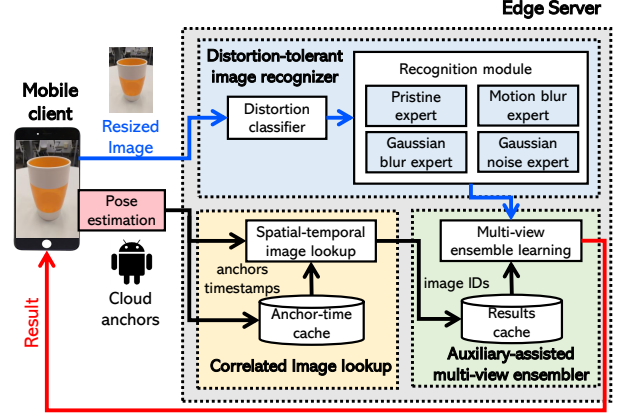 Edge Server
Distortion-tolerant
image recognizer
Recognition module
Mobile
client
Resized
Image
Distortion
classifier
Pristine
expert
Motion blur
expert
Gaussian
blur expert
Gaussian
noise expert
Pose
estimation
Spatial-temporal
image lookup
Multi-view
ensemble learning
anchors
timestamps
image IDs
Cloud
anchors
Anchor-time
cache
Results
cache
Result
Correlated Image lookup
Auxiliary-assisted
multi-view ensembler